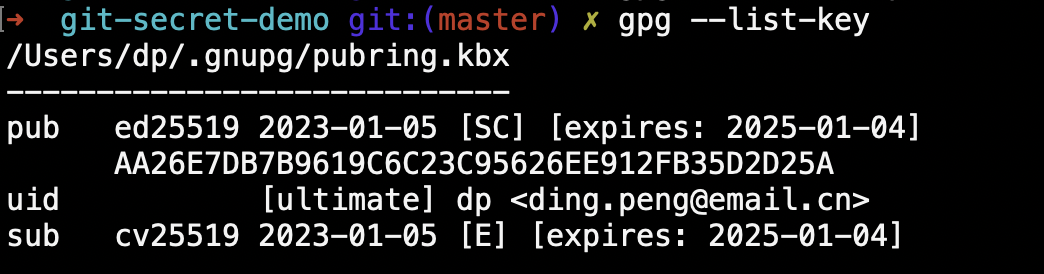 ➜  git-secret-demo git:(master) ✗ gpg --list-key
/Users/dp/.gnupg/pubring.kbx
----------------------------
pub   ed25519 2023-01-05 [SC] [expires: 2025-01-04]
      AA26E7DB7B9619C6C23C95626EE912FB35D2D25A
uid           [ultimate] dp <ding.peng@email.cn>
sub   cv25519 2023-01-05 [E] [expires: 2025-01-04]